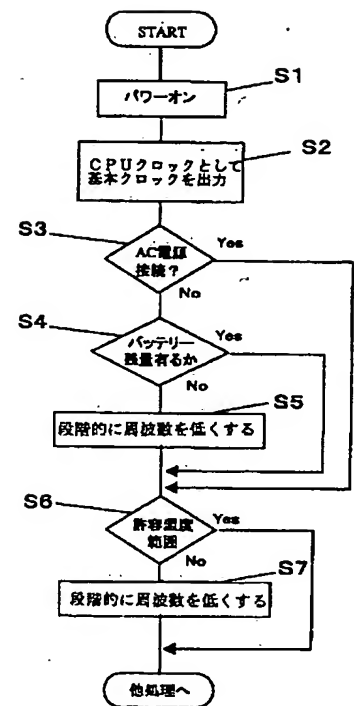 START
S1
パワーオン
S2
CPUクロックとして
基本クロックを出力
S3
AC電源
接続?
Yes
No
S4
バッテリー
残量有るか
Yes
No
S5
段階的に周波数を低くする
S6
許容温度
範囲
Yes
No
S7
段階的に周波数を低くする
他処理へ